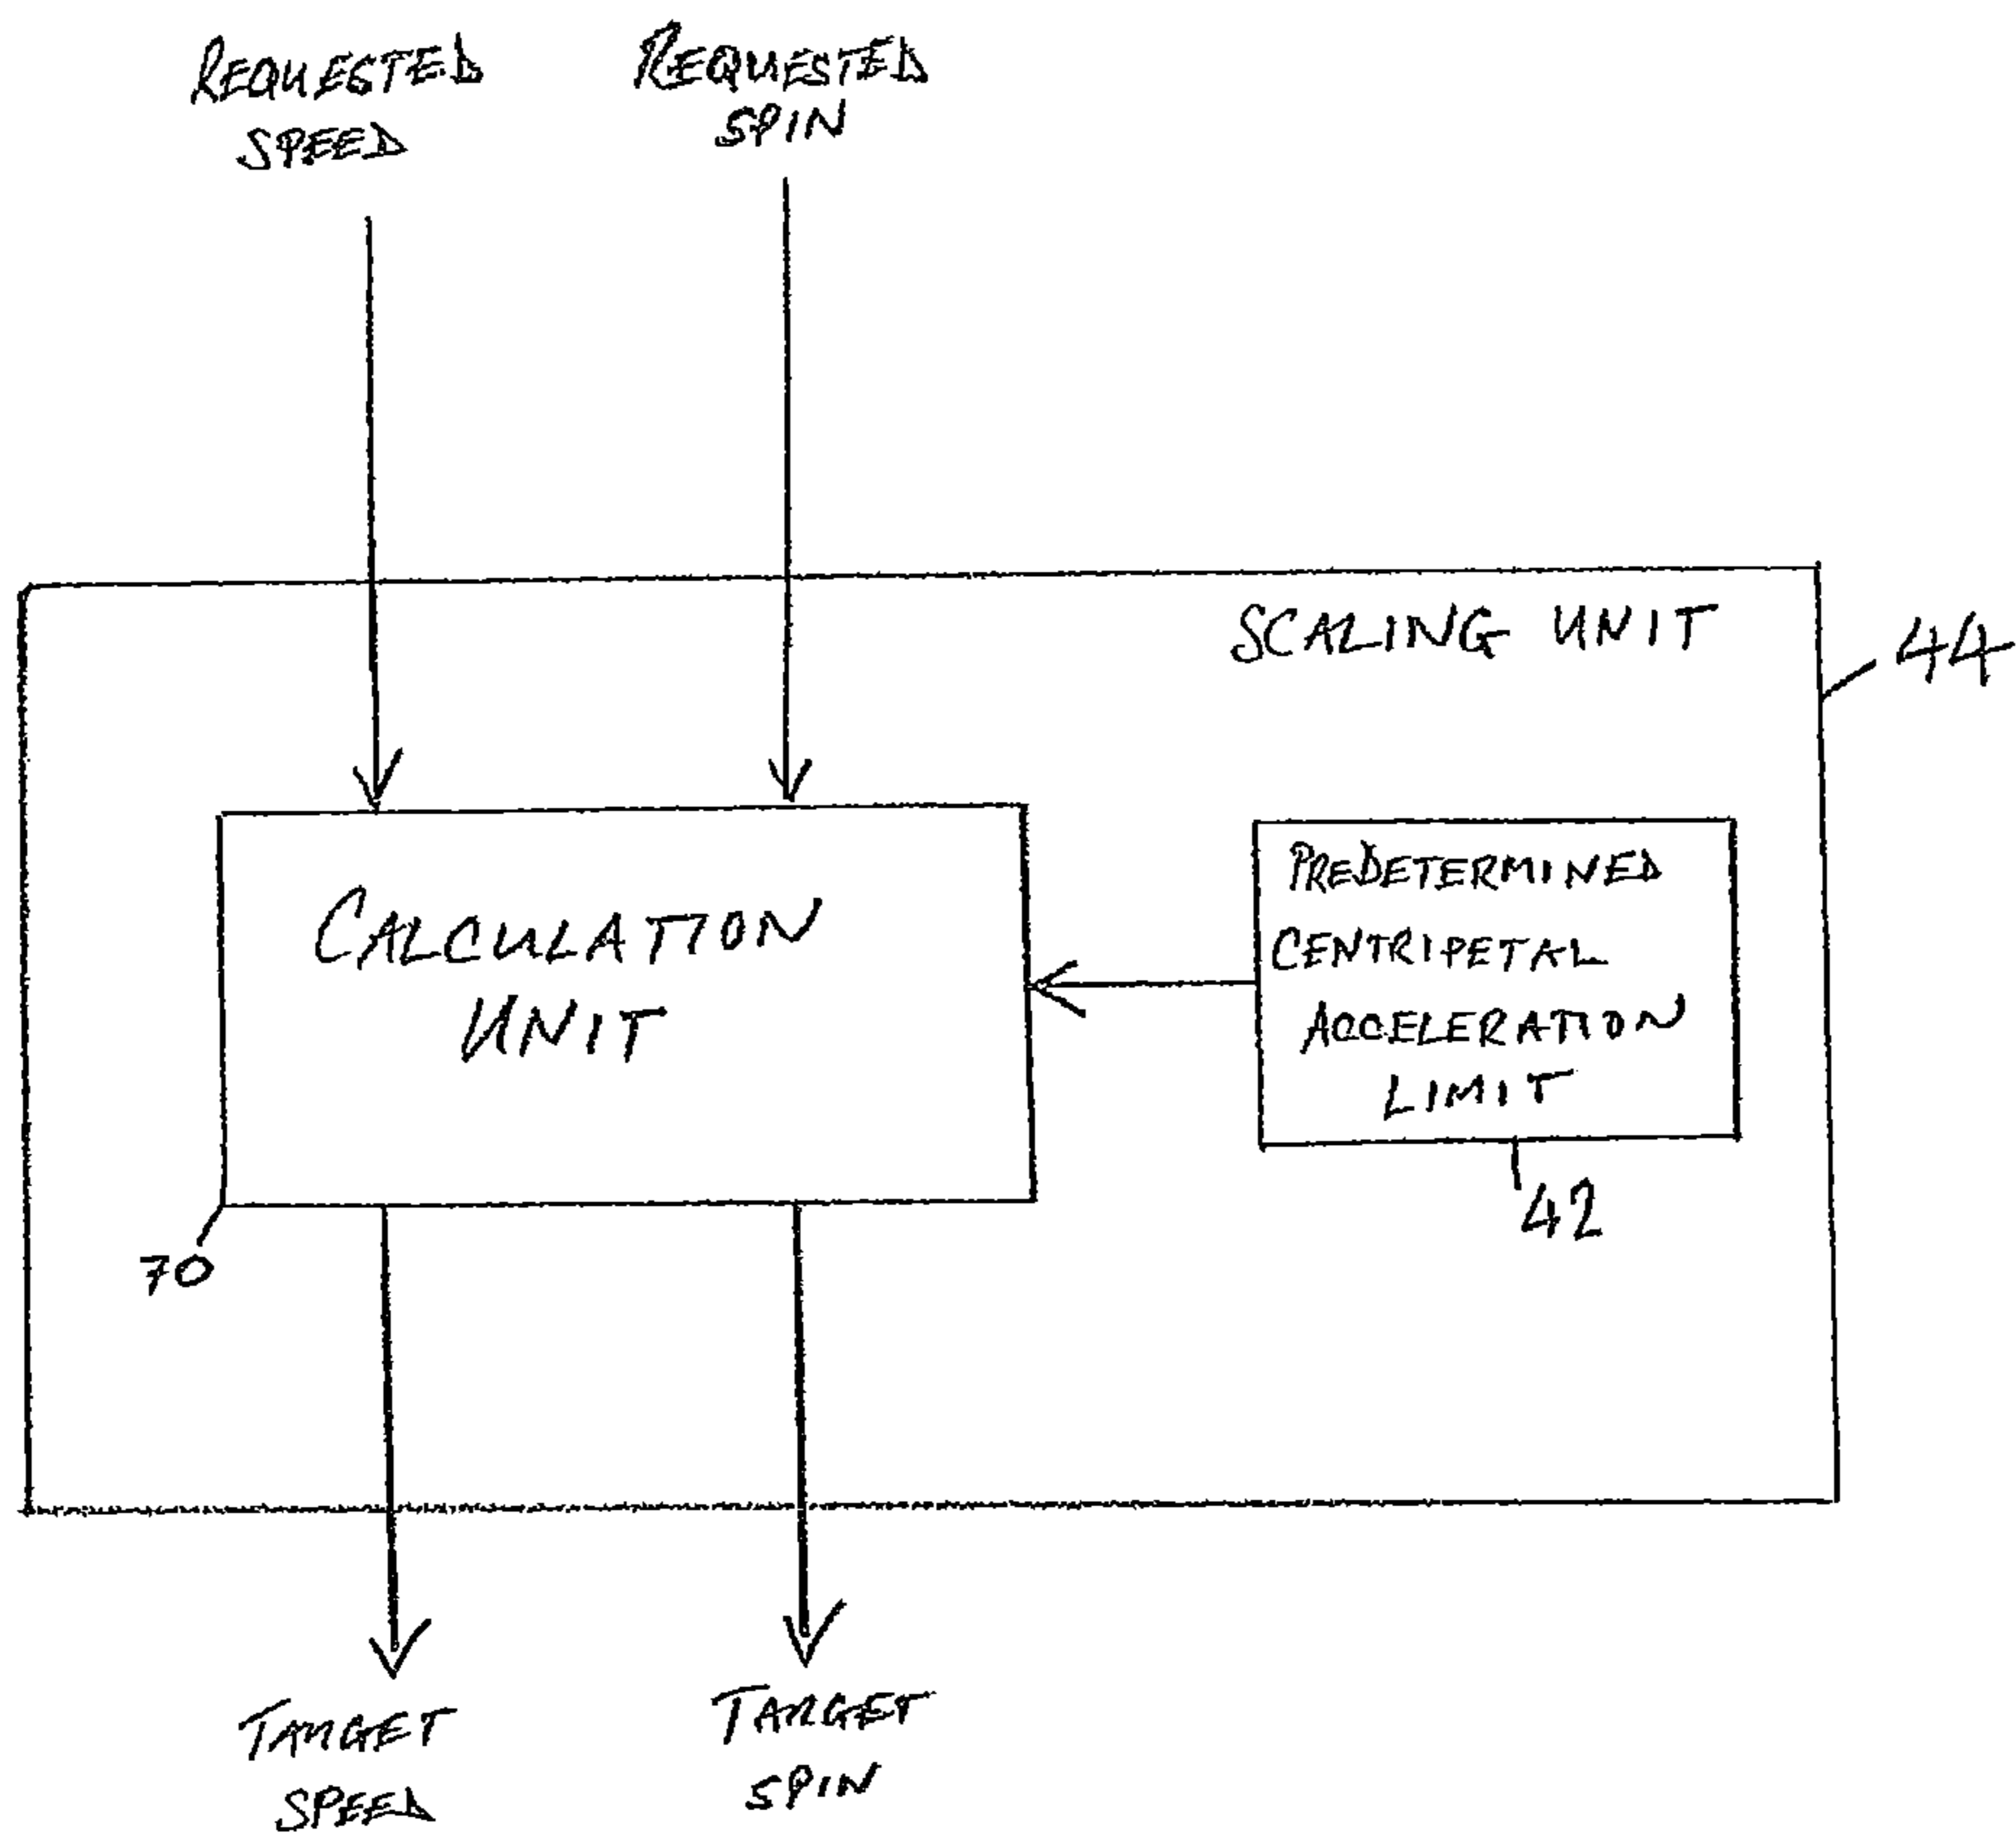 REQUESTED
SPEED
REQUESTED
SPIN
SCALING UNIT
44
CALCULATION
UNIT
70
PREDETERMINED
CENTRIPETAL
ACCELERATION
LIMIT
42
TARGET
SPEED
TARGET
SPIN